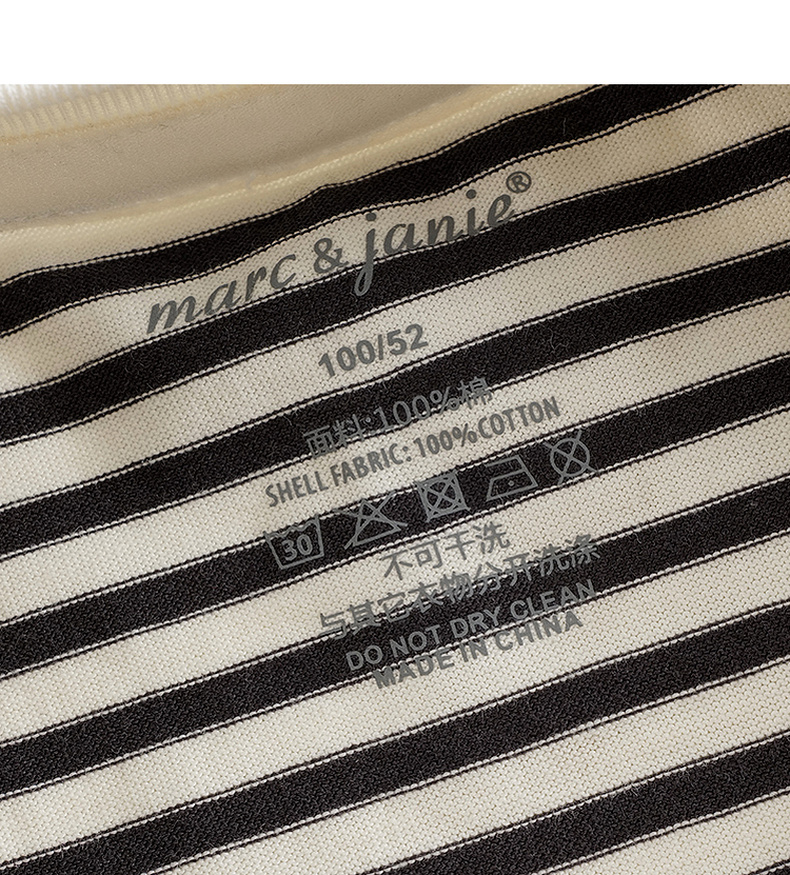 marc & janie®
100/52
面料:100%棉
SHELL FABRIC: 100% COTTON
30
不可干洗
与其它衣物分开洗涤
DO NOT DRY CLEAN
MADE IN CHINA